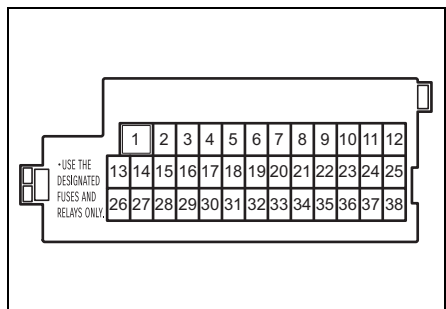 1 2 3 4 5 6 7 8 9 10 11 12
•USE THE
DESIGNATED
FUSES AND
RELAYS ONLY.
13 14 15 16 17 18 19 20 21 22 23 24 25
26 27 28 29 30 31 32 33 34 35 36 37 38